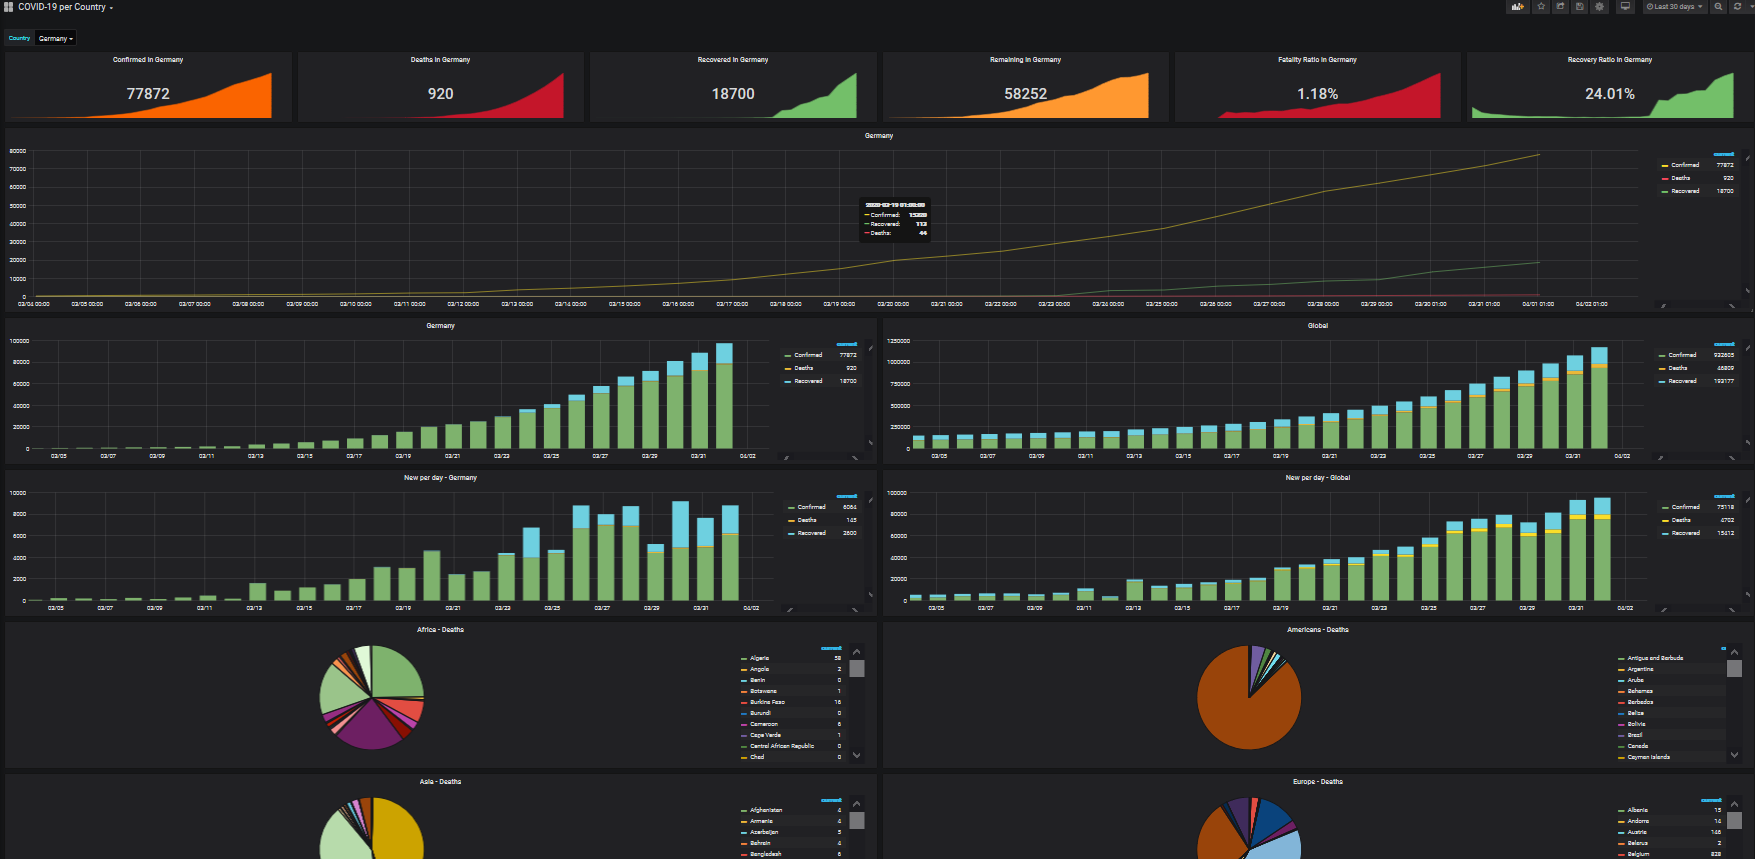 COVID-19 per Country
Last 30 days
Country Germany
Confirmed in Germany
77872
Deaths in Germany
920
Recovered in Germany
18700
Remaining in Germany
58252
Fatality Ratio in Germany
1.18%
Recovery Ratio in Germany
24.01%
Germany
80000
70000
60000
50000
40000
30000
20000
10000
0
03/04 00:00 03/05 00:00 03/06 00:00 03/07 00:00 03/08 00:00 03/09 00:00 03/10 00:00 03/11 00:00 03/12 00:00 03/13 00:00 03/14 00:00 03/15 00:00 03/16 00:00 03/17 00:00 03/18 00:00 03/19 00:00 03/20 00:00 03/21 00:00 03/22 00:00 03/23 00:00 03/24 00:00 03/25 00:00 03/26 00:00 03/27 00:00 03/28 00:00 03/29 00:00 03/30 01:00 03/31 01:00 04/01 01:00 04/02 01:00
Confirmed:
Recovered:
Deaths: 44
current
Confirmed 77872
Deaths 920
Recovered 18700
Germany
100000
80000
60000
40000
20000
0
03/05 03/07 03/09 03/11 03/13 03/15 03/17 03/19 03/21 03/23 03/25 03/27 03/29 03/31 04/02
current
Confirmed 77872
Deaths 920
Recovered 18700
Global
1250000
1000000
750000
500000
250000
0
03/05 03/07 03/09 03/11 03/13 03/15 03/17 03/19 03/21 03/23 03/25 03/27 03/29 03/31 04/02
current
Confirmed 932605
Deaths 46809
Recovered 193177
New per day - Germany
10000
8000
6000
4000
2000
0
03/05 03/07 03/09 03/11 03/13 03/15 03/17 03/19 03/21 03/23 03/25 03/27 03/29 03/31 04/02
current
Confirmed 6064
Deaths 145
Recovered 2600
New per day - Global
100000
80000
60000
40000
20000
0
03/05 03/07 03/09 03/11 03/13 03/15 03/17 03/19 03/21 03/23 03/25 03/27 03/29 03/31 04/02
current
Confirmed 75118
Deaths 4702
Recovered 15412
Africa - Deaths
current
Algeria 58
Angola 2
Benin 0
Botswana 1
Burkina Faso 16
Burundi 0
Cameroon 6
Cape Verde 1
Central African Republic 0
Chad 0
Americans - Deaths
Antigua and Barbuda
Argentina
Aruba
Bahamas
Barbados
Belize
Bolivia
Brazil
Canada
Cayman Islands
Asia - Deaths
current
Afghanistan 4
Armenia 4
Azerbaijan 5
Bahrain 4
Bangladesh 6
Europe - Deaths
current
Albania 15
Andorra 14
Austria 146
Belarus 2
Belgium 828